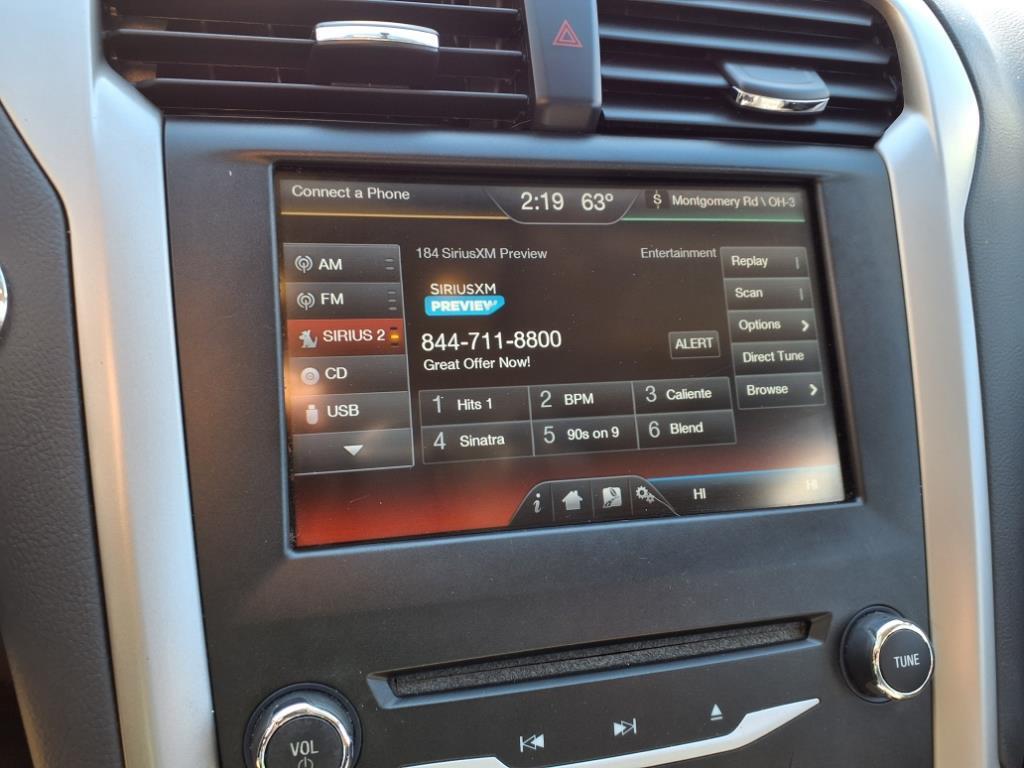 Connect a Phone
2:19 63°
Montgomery Rd \ OH-3
AM
FM
SIRIUS 2
CD
USB
184 SiriusXM Preview
Entertainment
SIRIUSXM
PREVIEW
844-711-8800
Great Offer Now!
ALERT
1 Hits 1
2 BPM
3 Caliente
4 Sinatra
5 90s on 9
6 Blend
Replay
Scan
Options
Direct Tune
Browse
i
HI
HI
VOL
TUNE